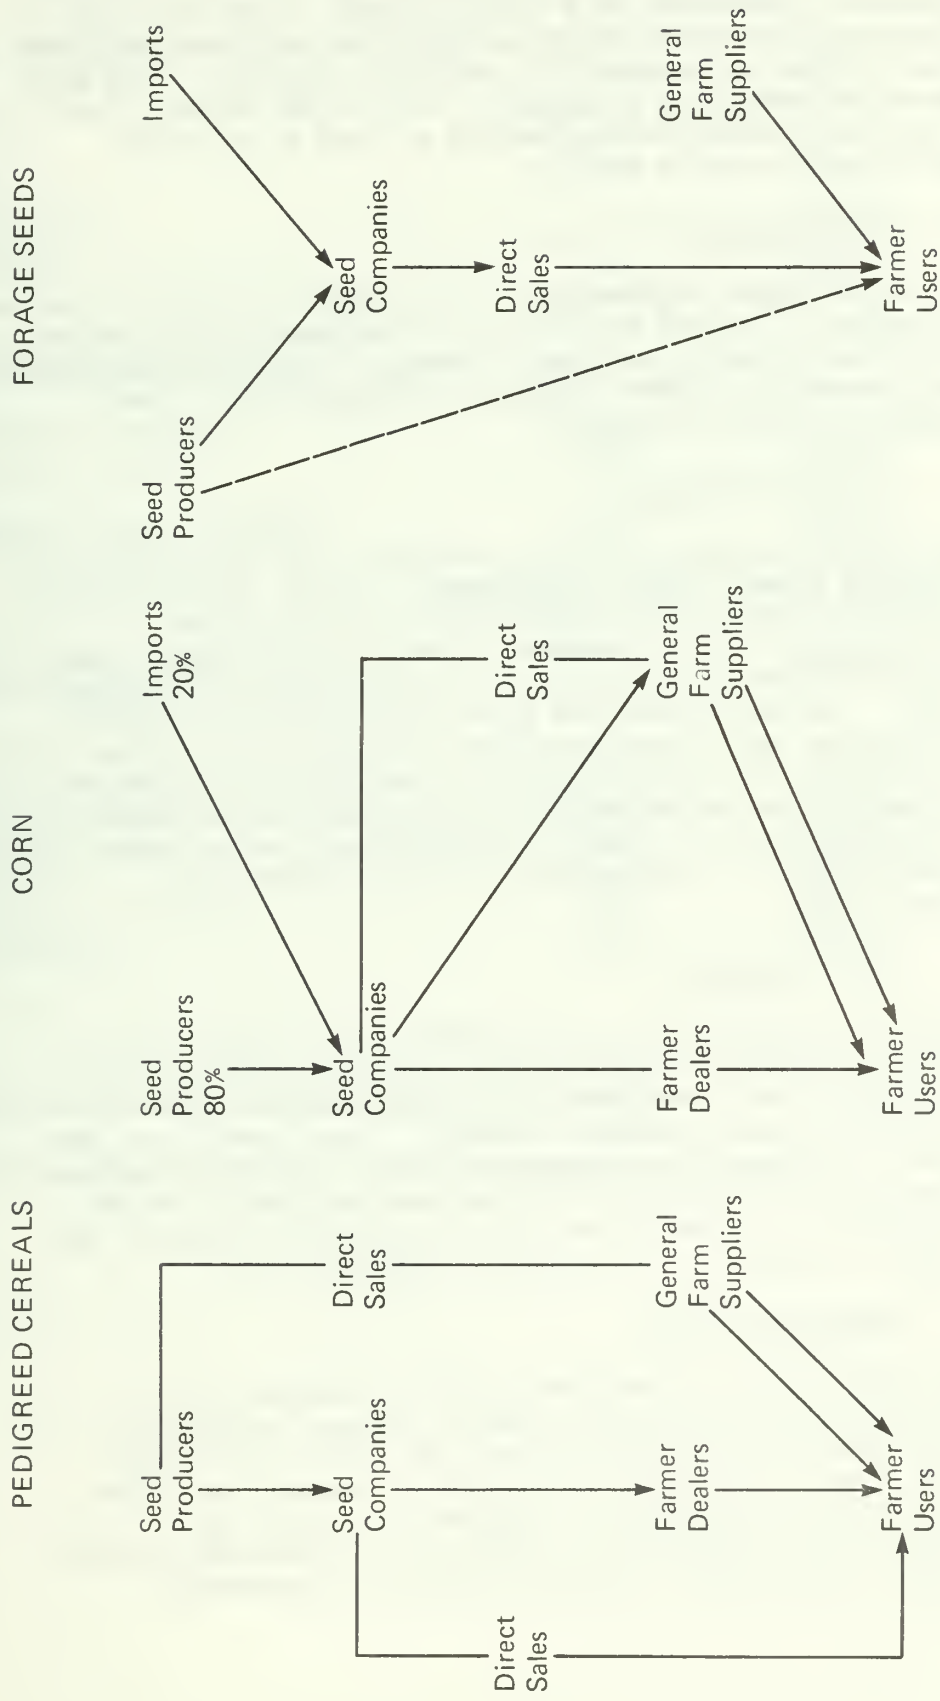 PEDIGREED CEREALS
Seed
Producers
Direct
Sales
Seed
Companies
Direct
Sales
Farmer
Dealers
General
Farm
Suppliers
Farmer
Users
CORN
Seed
Producers
80%
Imports
20%
Seed
Companies
Direct
Sales
Farmer
Dealers
General
Farm
Suppliers
Farmer
Users
FORAGE SEEDS
Seed
Producers
Imports
Seed
Companies
Direct
Sales
General
Farm
Suppliers
Farmer
Users